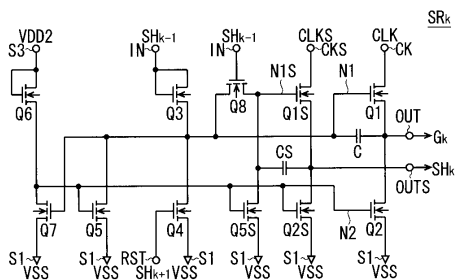 SRk
VDD2 SHk-1 SHk-1 CLKS CLK
S3 IN IN CKS CK
N1S N1
Q6 Q3 Q8 Q1S Q1
OUT
C Gk
CS SHk
OUTS
Q7 Q5 Q4 Q5S Q2S N2 Q2
S1 S1 RST S1 S1 S1 S1
VSS VSS SHk+1 VSS VSS VSS VSS